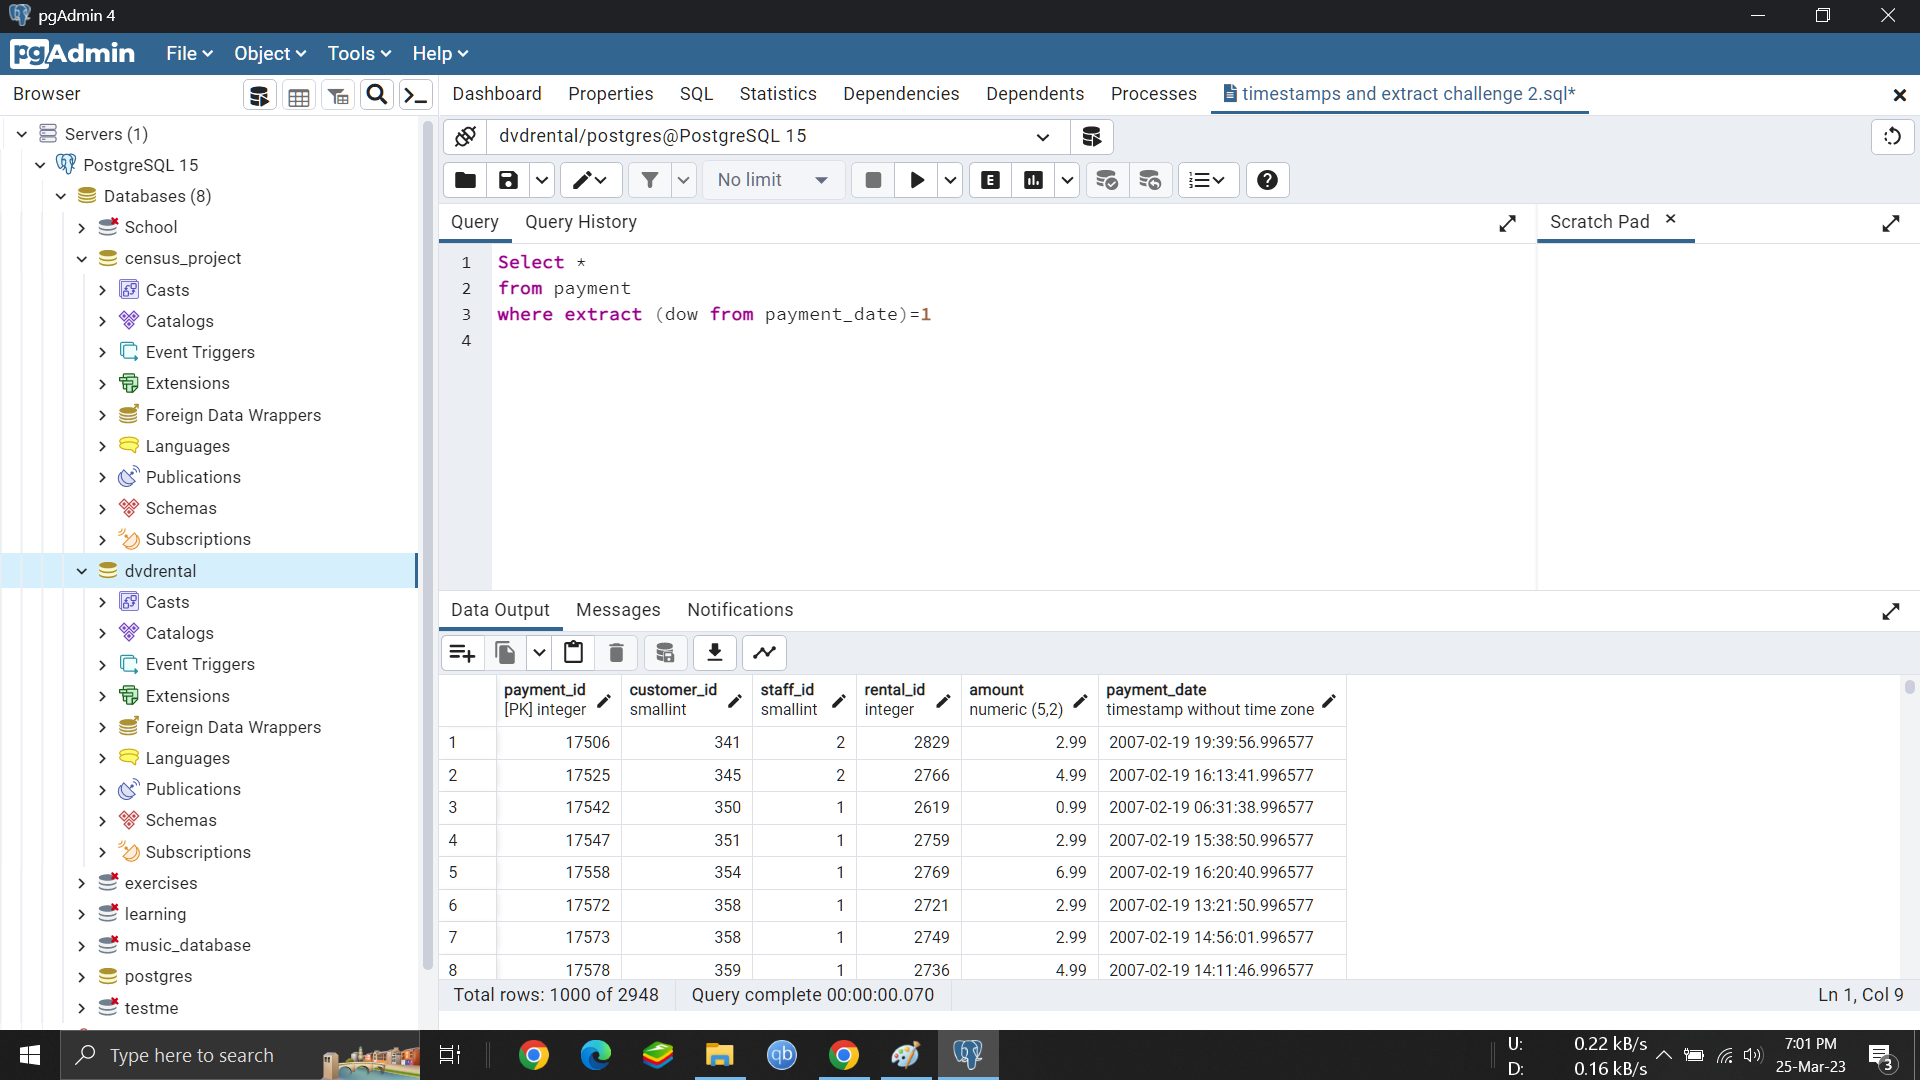 pgAdmin 4
pgAdmin
File
Object
Tools
Help
Browser
Servers (1)
PostgreSQL 15
Databases (8)
School
census_project
Casts
Catalogs
Event Triggers
Extensions
Foreign Data Wrappers
Languages
Publications
Schemas
Subscriptions
dvdrental
Casts
Catalogs
Event Triggers
Extensions
Foreign Data Wrappers
Languages
Publications
Schemas
Subscriptions
exercises
learning
music_database
postgres
testme
Dashboard Properties SQL Statistics Dependencies Dependents Processes timestamps and extract challenge 2.sql*
dvdrental/postgres@PostgreSQL 15
No limit
E
Query Query History
Scratch Pad
1 Select *
2 from payment
3 where extract (dow from payment_date)=1
4
Data Output Messages Notifications
payment_id customer_id staff_id rental_id amount payment_date
[PK] integer smallint smallint integer numeric (5,2) timestamp without time zone
1 17506 341 2 2829 2.99 2007-02-19 19:39:56.996577
2 17525 345 2 2766 4.99 2007-02-19 16:13:41.996577
3 17542 350 1 2619 0.99 2007-02-19 06:31:38.996577
4 17547 351 1 2759 2.99 2007-02-19 15:38:50.996577
5 17558 354 1 2769 6.99 2007-02-19 16:20:40.996577
6 17572 358 1 2721 2.99 2007-02-19 13:21:50.996577
7 17573 358 1 2749 2.99 2007-02-19 14:56:01.996577
8 17578 359 1 2736 4.99 2007-02-19 14:11:46.996577
Total rows: 1000 of 2948 Query complete 00:00:00.070 Ln 1, Col 9
Type here to search
qb
U: 0.22 kB/s
D: 0.16 kB/s
7:01 PM
25-Mar-23
3